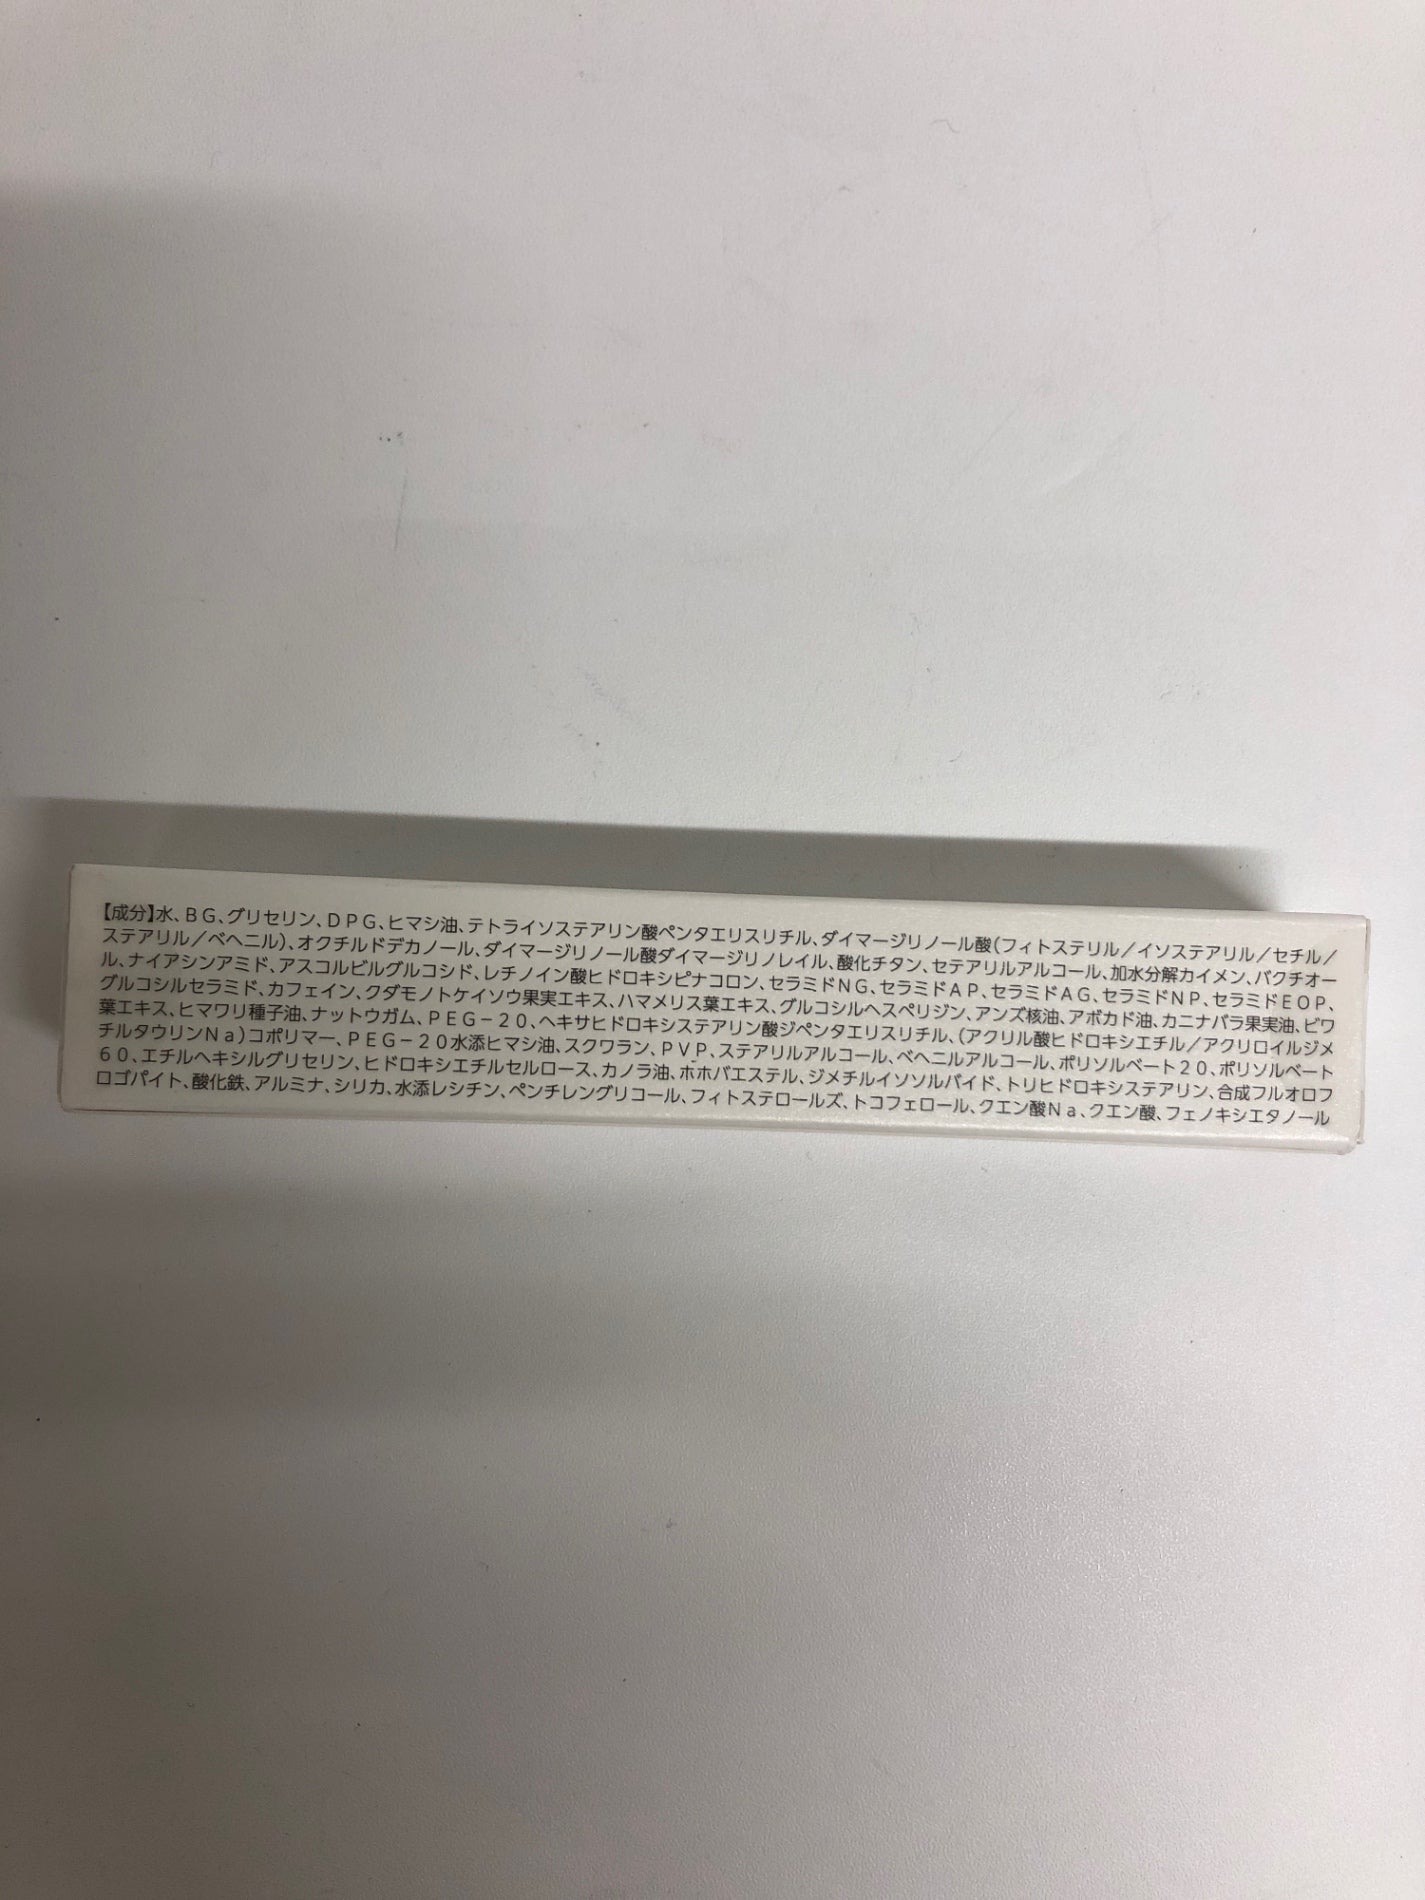 【成分】水、BG、グリセリン、DPG、ヒマシ油、テトライソステアリン酸ペンタエリスリチル、ダイマージリノール酸(フィトステリル／イソステアリル／セチル／
ステアリル／ベヘニル)、オクチルドデカノール、ダイマージリノール酸ダイマージリノレイル、酸化チタン、セテアリルアルコール、加水分解カイメン、バクチオー
ル、ナイアシンアミド、アスコルビルグルコシド、レチノイン酸ヒドロキシピナコロン、セラミドNG、セラミドAP、セラミドAG、セラミドNP、セラミドEOP、
グルコシルセラミド、カフェイン、クダモノトケイソウ果実エキス、ハマメリス葉エキス、グルコシルヘスペリジン、アンズ核油、アボカド油、カニナバラ果実油、ビワ
葉エキス、ヒマワリ種子油、ナットウガム、PEG－20、ヘキサヒドロキシステアリン酸ジペンタエリスリチル、(アクリル酸ヒドロキシエチル／アクリロイルジメ
チルタウリンNa)コポリマー、PEG－20水添ヒマシ油、スクワラン、PVP、ステアリルアルコール、ベヘニルアルコール、ポリソルベート20、ポリソルベート
60、エチルヘキシルグリセリン、ヒドロキシエチルセルロース、カノラ油、ホホバエステル、ジメチルイソソルバイド、トリヒドロキシステアリン、合成フルオロフ
ロゴパイト、酸化鉄、アルミナ、シリカ、水添レシチン、ペンチレングリコール、フィトステロールズ、トコフェロール、クエン酸Na、クエン酸、フェノキシエタノール